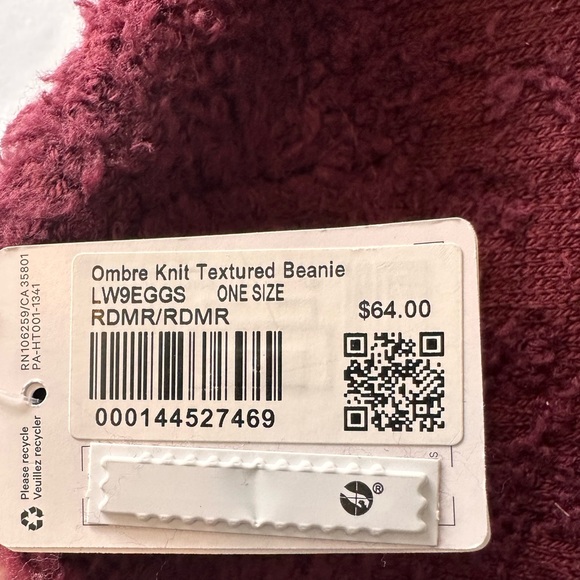 Ombre Knit Textured Beanie
LW9EGGS ONE SIZE
RDMR/RDMR
$64.00
000144527469
RN106259/CA 35801
PA-HT001-1341
Please recycle
Veuillez recycler
®